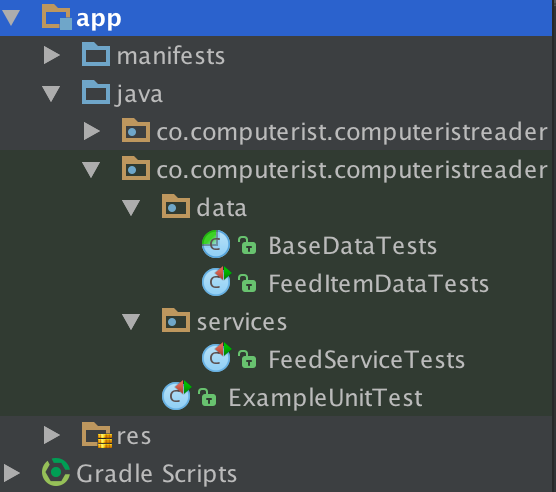 app
manifests
java
co.computerist.computeristreader
co.computerist.computeristreader
data
BaseDataTests
FeedItemDataTests
services
FeedServiceTests
ExampleUnitTest
res
Gradle Scripts